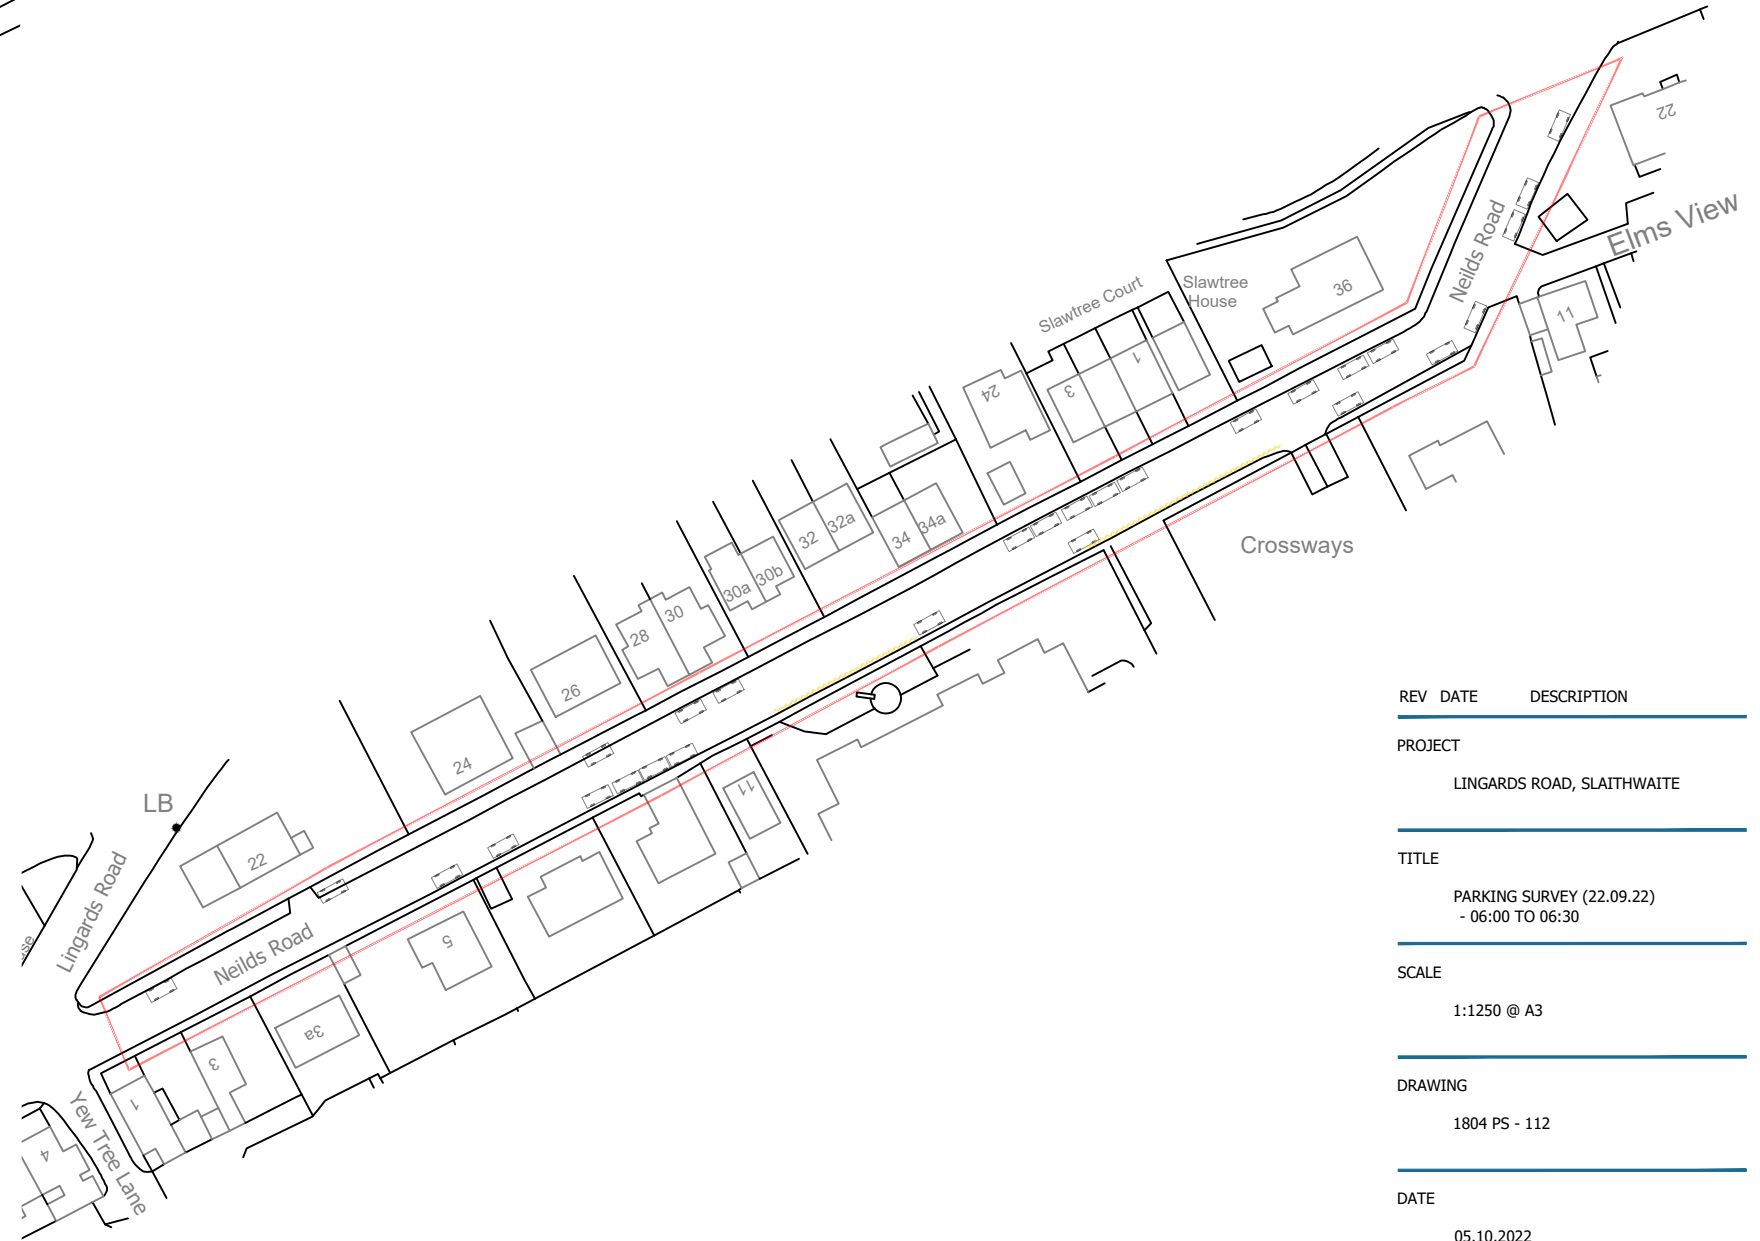 22
Elms View
Neilds Road
11
36
Slawtree
House
Slawtree Court
1
3
24
34a
34
32a
32
30b
30a
30
28
26
24
Crossways
LB
22
Lingards Road
Neilds Road
11
5
3a
3
1
Yew Tree Lane
4
REV DATE DESCRIPTION
PROJECT
LINGARDS ROAD, SLAITHWAITE
TITLE
PARKING SURVEY (22.09.22)
- 06:00 TO 06:30
SCALE
1:1250 @ A3
DRAWING
1804 PS - 112
DATE
05.10.2022